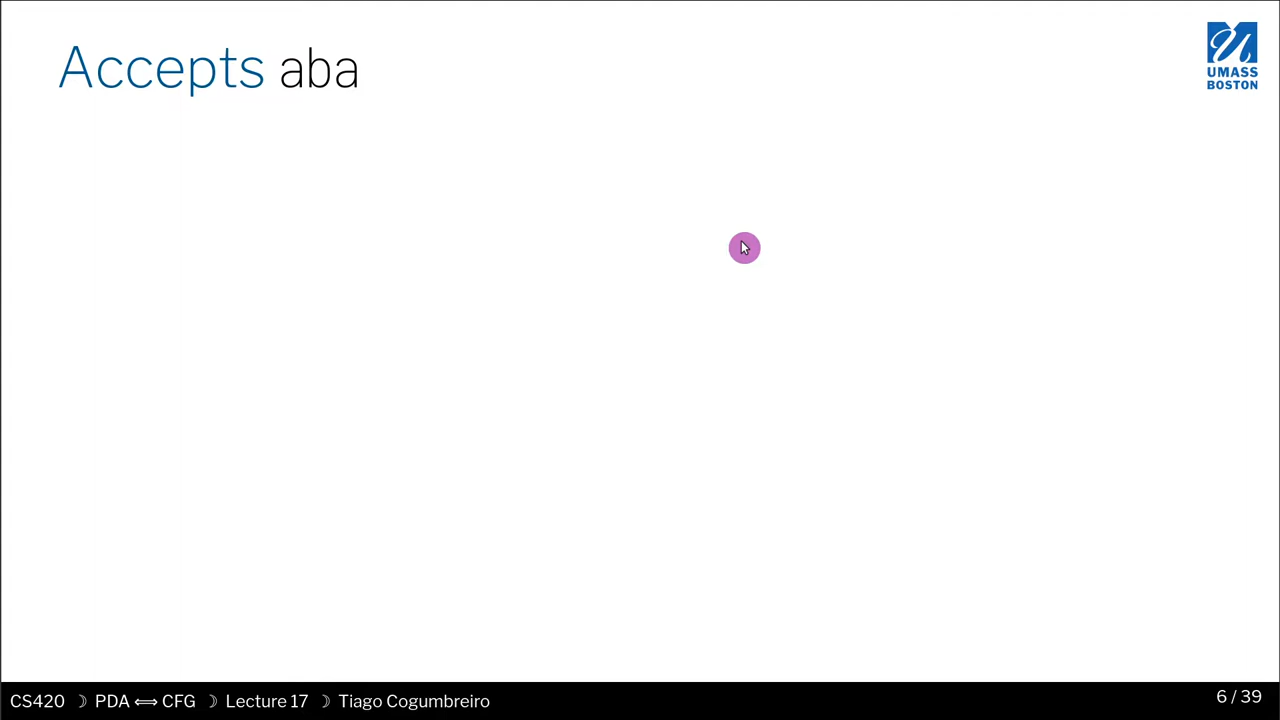 Accepts aba
UMASS
BOSTON
CS420 ☽ PDA ⟺ CFG ☽ Lecture 17 ☽ Tiago Cogumbreiro
6 / 39